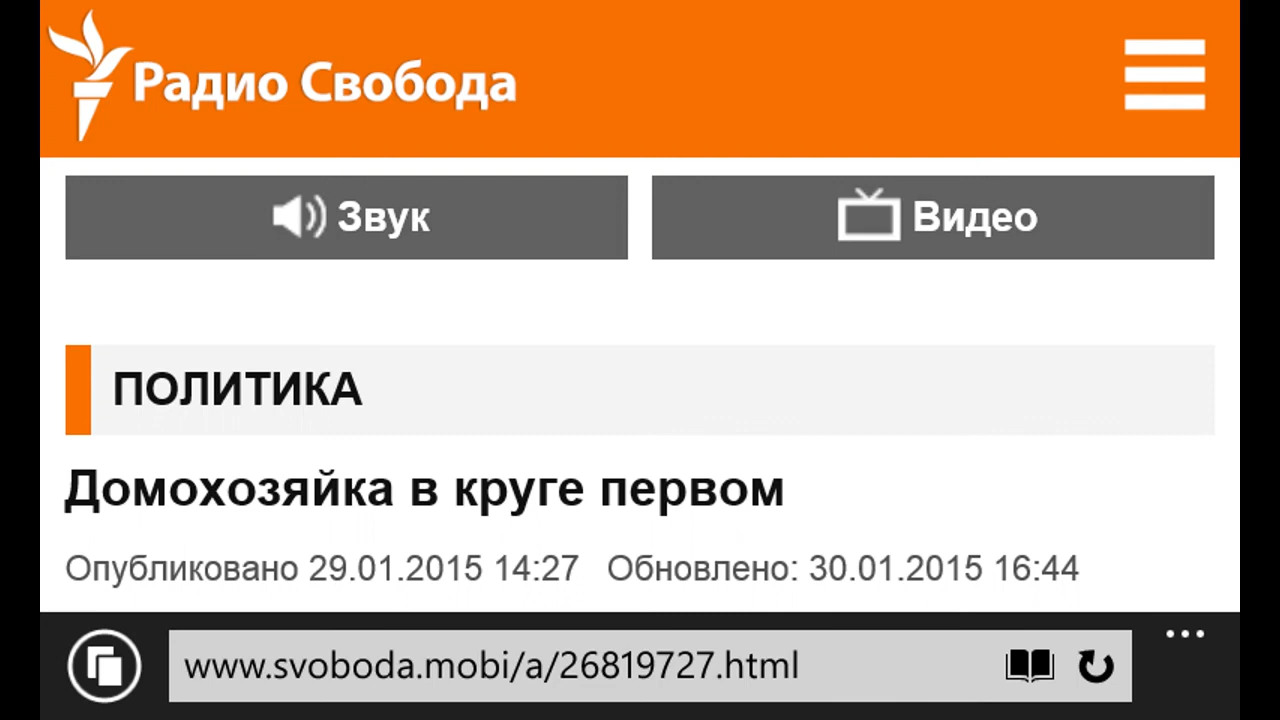 Радио Свобода
Звук
Видео
ПОЛИТИКА
Домохозяйка в круге первом
Опубликовано 29.01.2015 14:27 Обновлено: 30.01.2015 16:44
www.svoboda.mobi/a/26819727.html